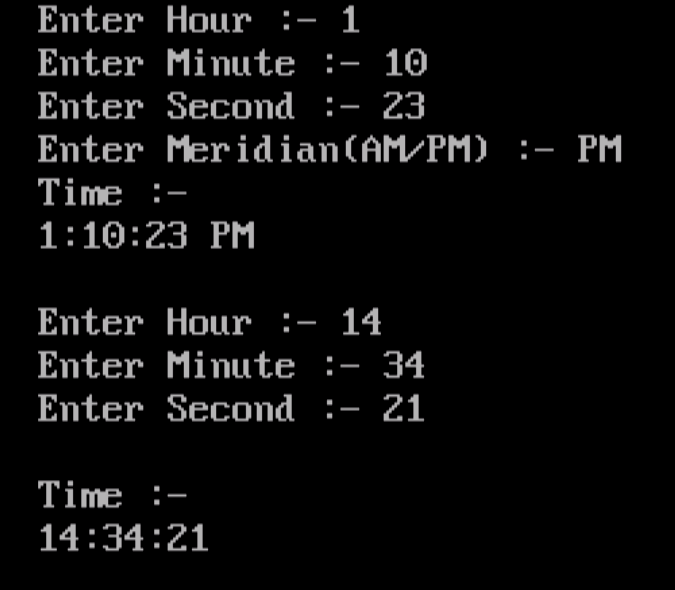 Enter Hour :- 1
Enter Minute :- 10
Enter Second :- 23
Enter Meridian(AM/PM) :- PM
Time :-
1:10:23 PM
Enter Hour :- 14
Enter Minute :- 34
Enter Second :- 21
Time :-
14:34:21